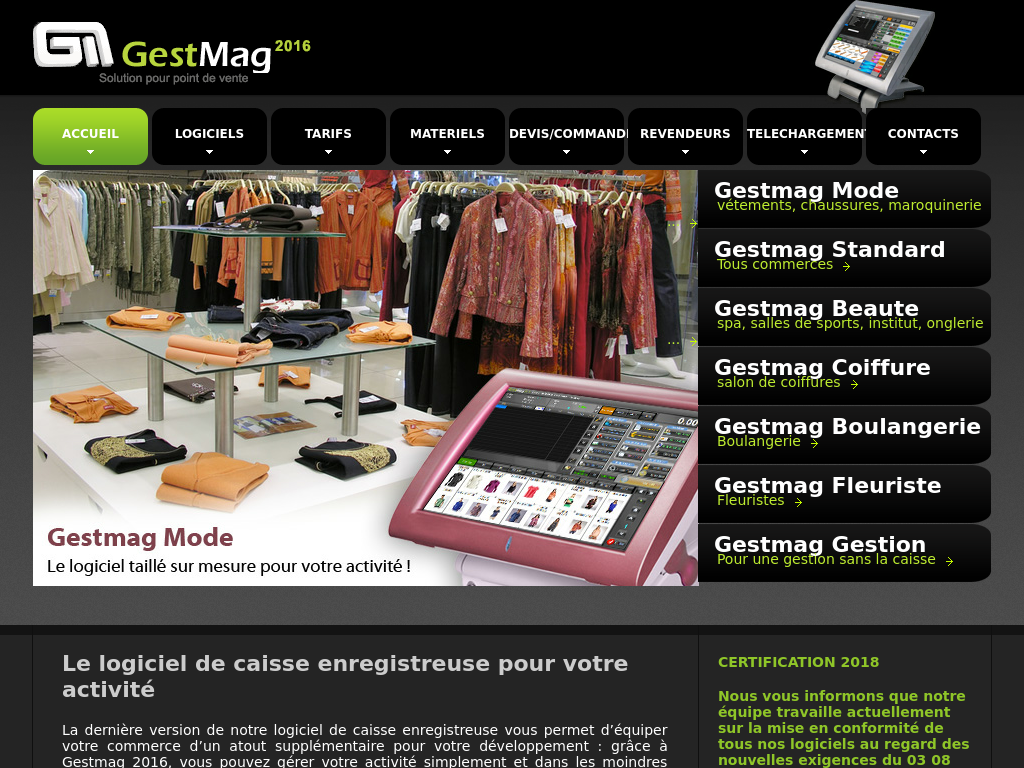 GestMag 2016
Solution pour point de vente
ACCUEIL
LOGICIELS
TARIFS
MATERIELS
DEVIS/COMMAND
REVENDEURS
TELECHARGEMENT
CONTACTS
Gestmag Mode
vétements, chaussures, maroquinerie
Gestmag Standard
Tous commerces
Gestmag Beaute
spa, salles de sports, institut, onglerie ...
Gestmag Coiffure
salon de coiffures
Gestmag Boulangerie
Boulangerie
Gestmag Fleuriste
Fleuristes
Gestmag Gestion
Pour une gestion sans la caisse
Gestmag Mode
Le logiciel taillé sur mesure pour votre activité !
0.00
Le logiciel de caisse enregistreuse pour votre
activité
La dernière version de notre logiciel de caisse enregistreuse vous permet d’équiper
votre commerce d’un atout supplémentaire pour votre développement : grâce à
Gestmag 2016, vous pouvez gérer votre activité simplement et dans les moindres
CERTIFICATION 2018
Nous vous informons que notre
équipe travaille actuellement
sur la mise en conformité de
tous nos logiciels au regard des
nouvelles exigences du 03 08